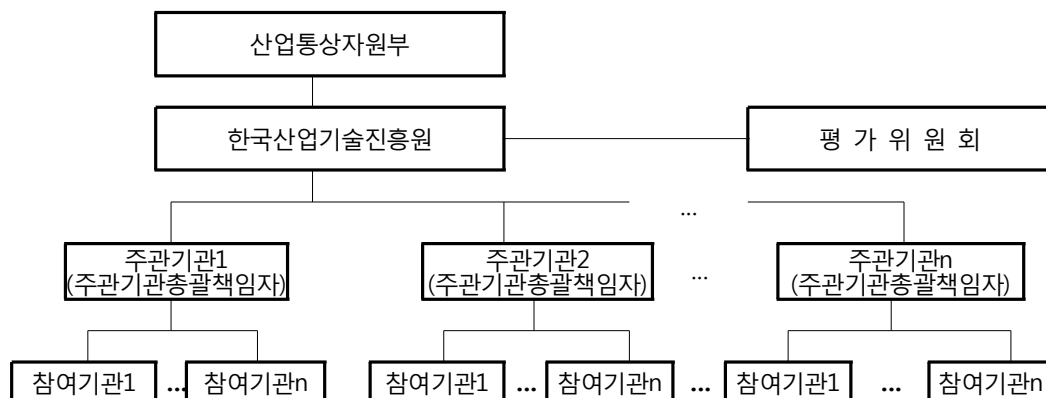 산업통상자원부
한국산업기술진흥원
평 가 위 원 회
...
주관기관1
(주관기관총괄책임자)
주관기관2
(주관기관총괄책임자)
...
주관기관n
(주관기관총괄책임자)
참여기관1 ... 참여기관n
참여기관1 ... 참여기관n ... 참여기관1 ... 참여기관n